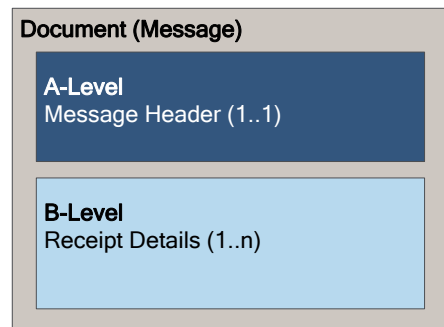 Document (Message)
A-Level
Message Header (1..1)
B-Level
Receipt Details (1..n)